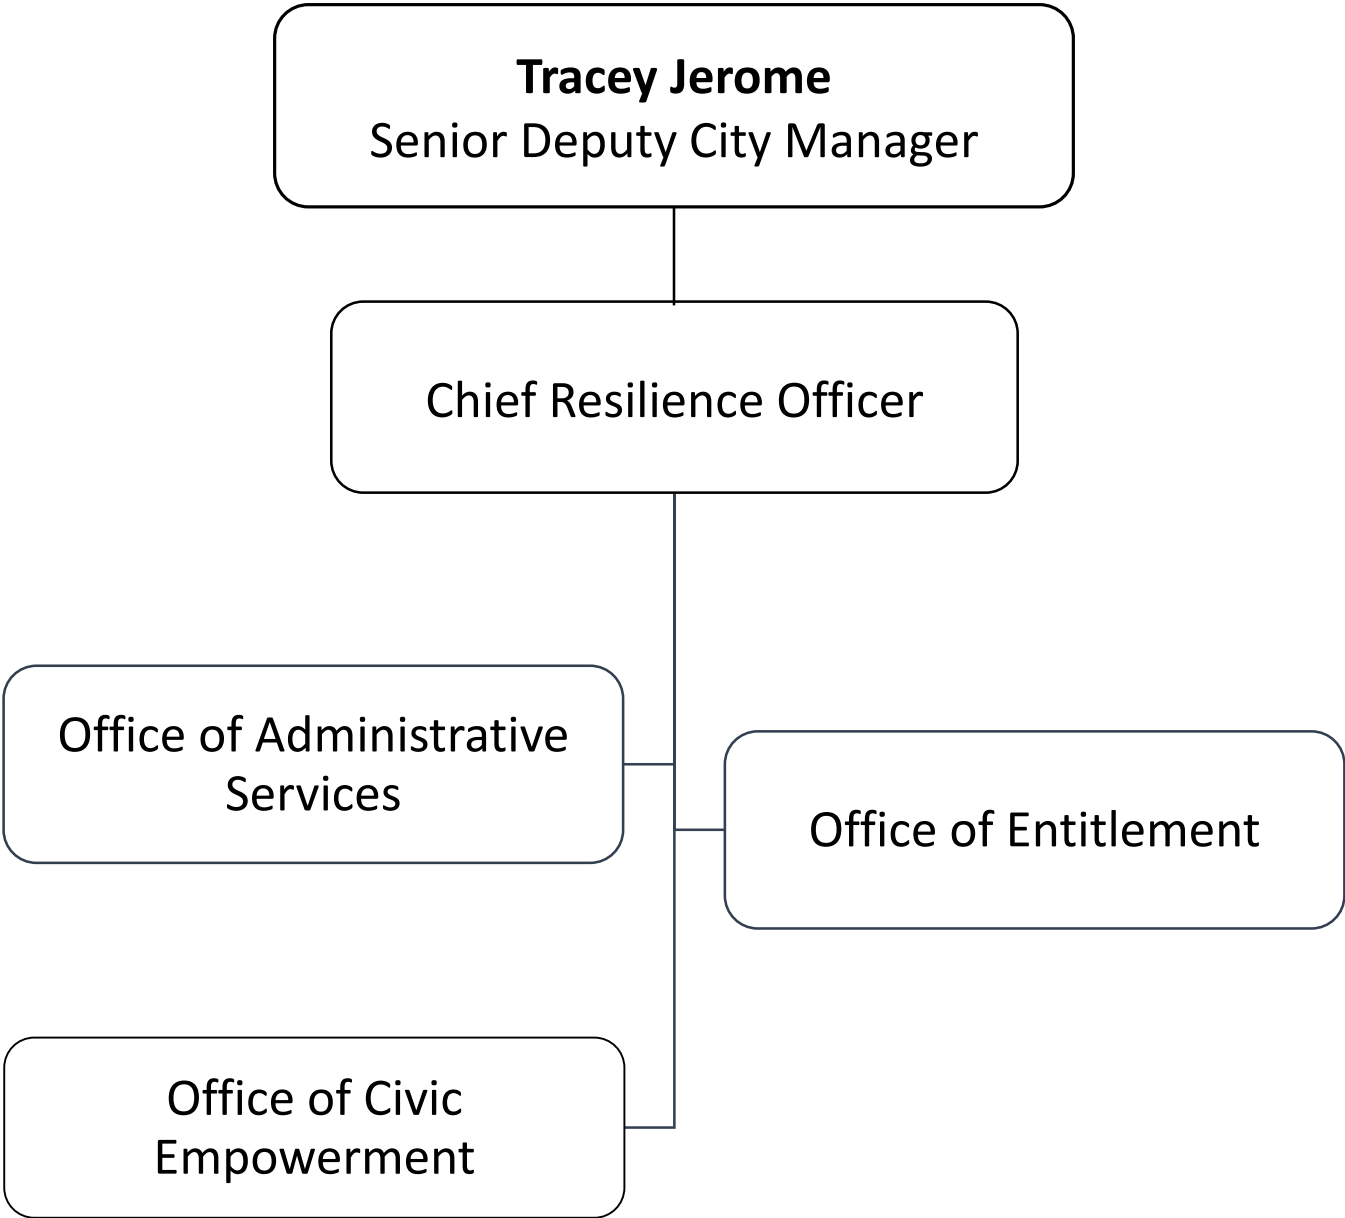 Tracey Jerome
Senior Deputy City Manager
Chief Resilience Officer
Office of Administrative
Services
Office of Entitlement
Office of Civic
Empowerment